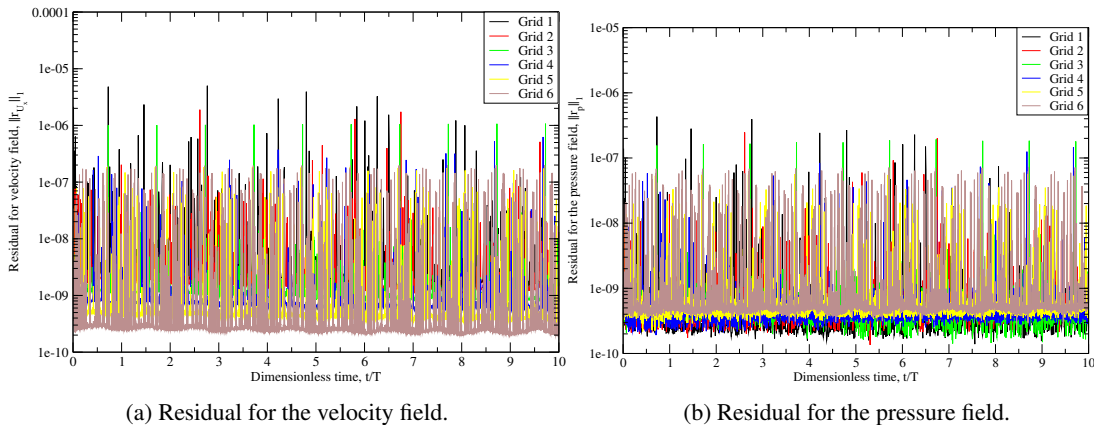 0.0001
1e-05
1e-06
1e-07
1e-08
1e-09
1e-10
Residual for velocity field, ||r_{U_x}||_1
0 1 2 3 4 5 6 7 8 9 10
Dimensionless time, t/T
Grid 1
Grid 2
Grid 3
Grid 4
Grid 5
Grid 6
(a) Residual for the velocity field.
1e-05
1e-06
1e-07
1e-08
1e-09
1e-10
Residual for the pressure field, ||r_p||_1
0 1 2 3 4 5 6 7 8 9 10
Dimensionless time, t/T
Grid 1
Grid 2
Grid 3
Grid 4
Grid 5
Grid 6
(b) Residual for the pressure field.